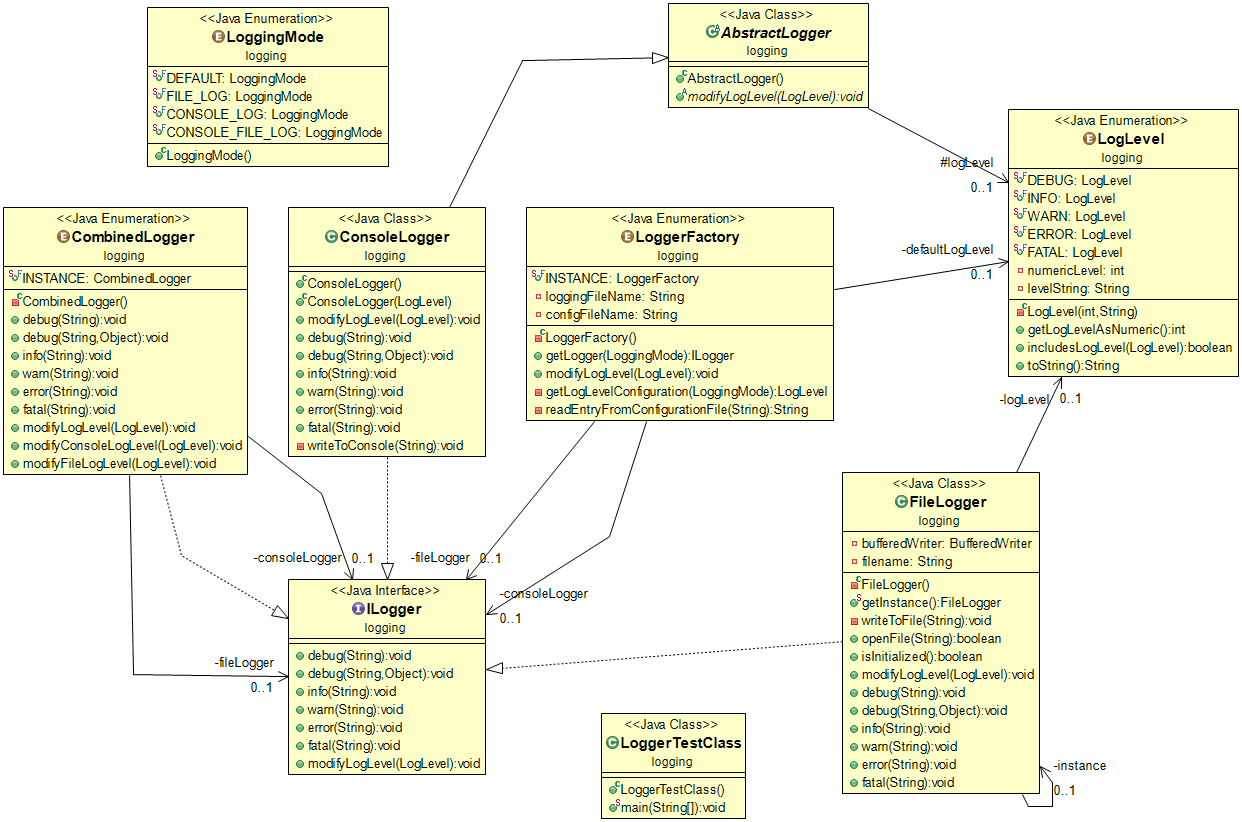 <<Java Enumeration>>
LoggingMode
logging
DEFAULT: LoggingMode
FILE_LOG: LoggingMode
CONSOLE_LOG: LoggingMode
CONSOLE_FILE_LOG: LoggingMode
LoggingMode()
<<Java Class>>
AbstractLogger
logging
AbstractLogger()
modifyLogLevel(LogLevel):void
#logLevel
0..1
<<Java Enumeration>>
LogLevel
logging
DEBUG: LogLevel
INFO: LogLevel
WARN: LogLevel
ERROR: LogLevel
FATAL: LogLevel
numericLevel: int
levelString: String
LogLevel(int,String)
getLogLevelAsNumeric():int
includesLogLevel(LogLevel):boolean
toString():String
<<Java Enumeration>>
CombinedLogger
logging
INSTANCE: CombinedLogger
CombinedLogger()
debug(String):void
debug(String,Object):void
info(String):void
warn(String):void
error(String):void
fatal(String):void
modifyLogLevel(LogLevel):void
modifyConsoleLogLevel(LogLevel):void
modifyFileLogLevel(LogLevel):void
<<Java Class>>
ConsoleLogger
logging
ConsoleLogger()
ConsoleLogger(LogLevel)
modifyLogLevel(LogLevel):void
debug(String):void
debug(String,Object):void
info(String):void
warn(String):void
error(String):void
fatal(String):void
writeToConsole(String):void
<<Java Enumeration>>
LoggerFactory
logging
INSTANCE: LoggerFactory
loggingFileName: String
configFileName: String
LoggerFactory()
getLogger(LoggingMode):ILogger
modifyLogLevel(LogLevel):void
getLogLevelConfiguration(LoggingMode):LogLevel
readEntryFromConfigurationFile(String):String
-defaultLogLevel
0..1
-logLevel
0..1
-consoleLogger
0..1
-fileLogger
0..1
-consoleLogger
0..1
-fileLogger
0..1
<<Java Interface>>
ILogger
logging
debug(String):void
debug(String,Object):void
info(String):void
warn(String):void
error(String):void
fatal(String):void
modifyLogLevel(LogLevel):void
<<Java Class>>
FileLogger
logging
bufferedWriter: BufferedWriter
filename: String
FileLogger()
getInstance():FileLogger
writeToFile(String):void
openFile(String):boolean
isInitialized():boolean
modifyLogLevel(LogLevel):void
debug(String):void
debug(String,Object):void
info(String):void
warn(String):void
error(String):void
fatal(String):void
-instance
0..1
<<Java Class>>
LoggerTestClass
logging
LoggerTestClass()
main(String[]):void